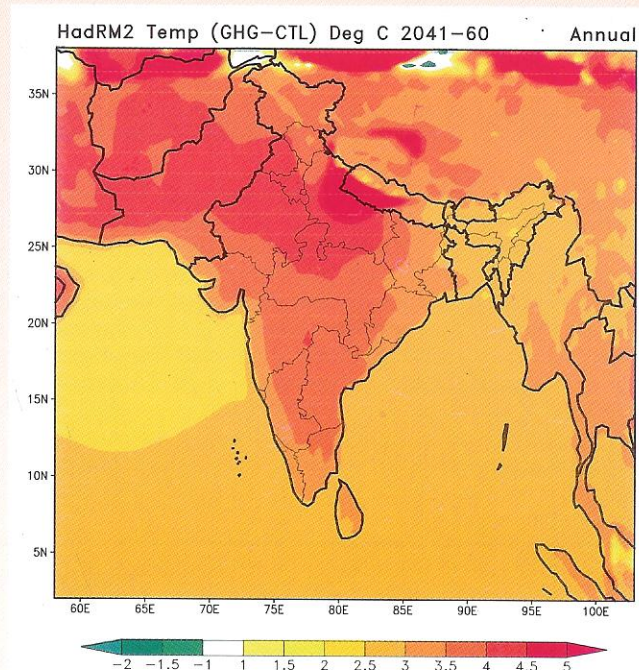 HadRM2 Temp (GHG-CTL) Deg C 2041-60 Annual
35N
30N
25N
20N
15N
10N
5N
60E 65E 70E 75E 80E 85E 90E 95E 100E
-2 -1.5 -1 1 1.5 2 2.5 3 3.5 4 4.5 5